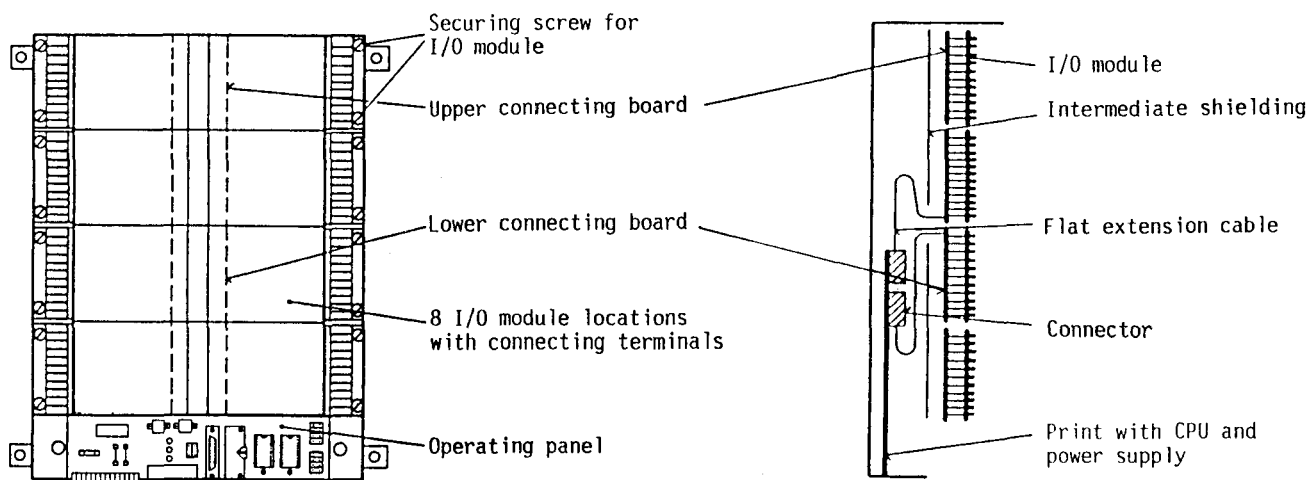 Securing screw for
I/O module
Upper connecting board
Lower connecting board
8 I/O module locations
with connecting terminals
Operating panel
I/O module
Intermediate shielding
Flat extension cable
Connector
Print with CPU and
power supply